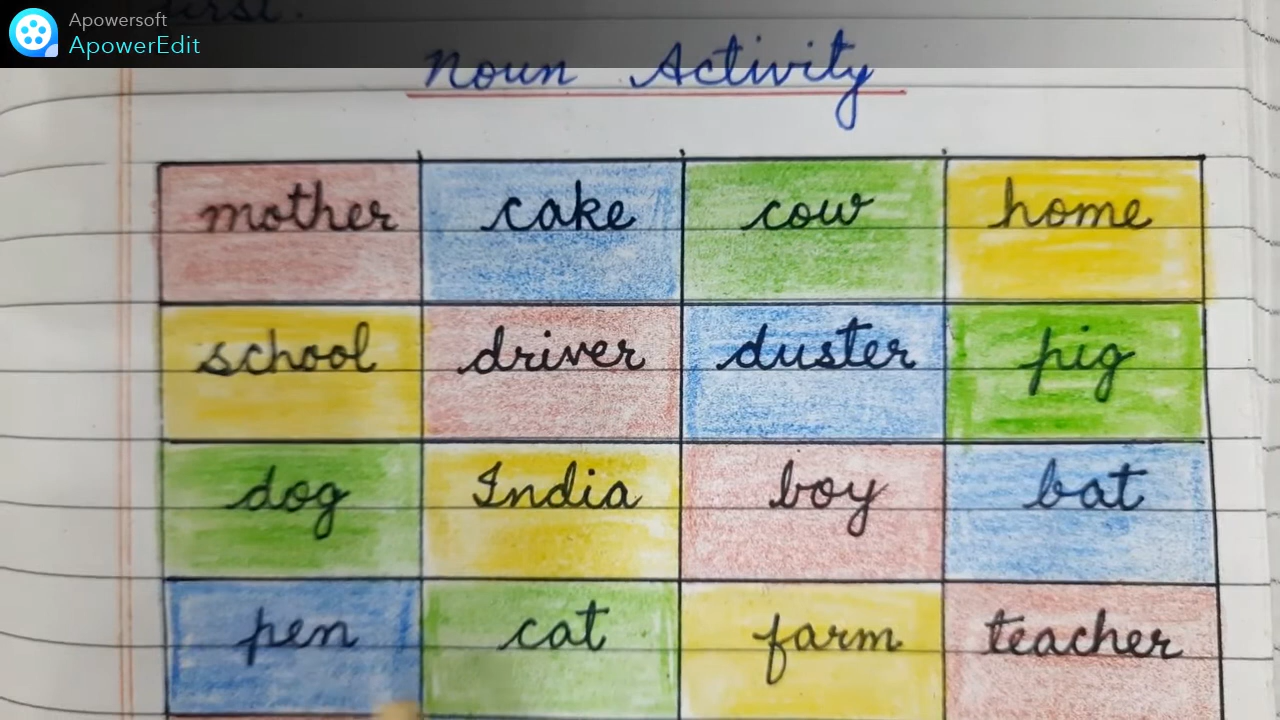 Apowersoft
ApowerEdit
first.
Noun Activity
mother cake cow home
school driver duster pig
dog India boy bat
pen cat farm teacher